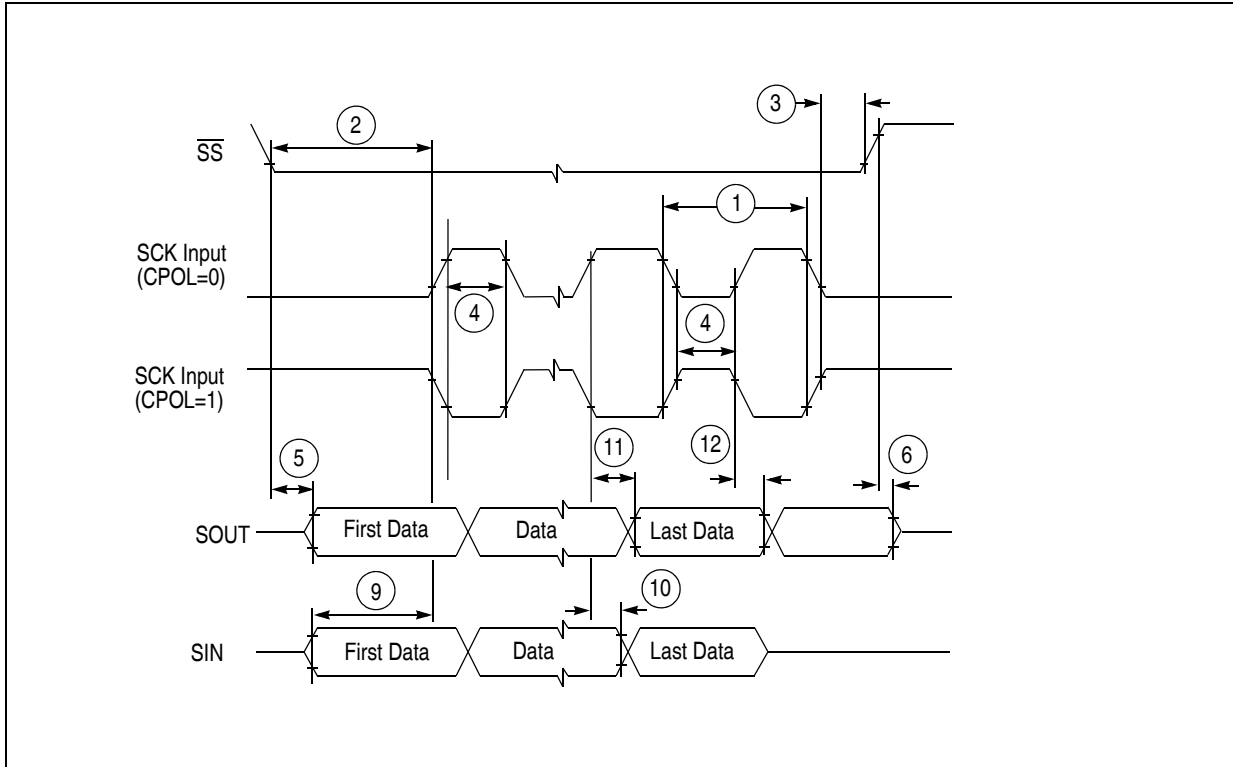 3
2
SS
1
SCK Input
(CPOL=0)
4
4
SCK Input
(CPOL=1)
11
12
5
6
SOUT
First Data
Data
Last Data
9
10
SIN
First Data
Data
Last Data